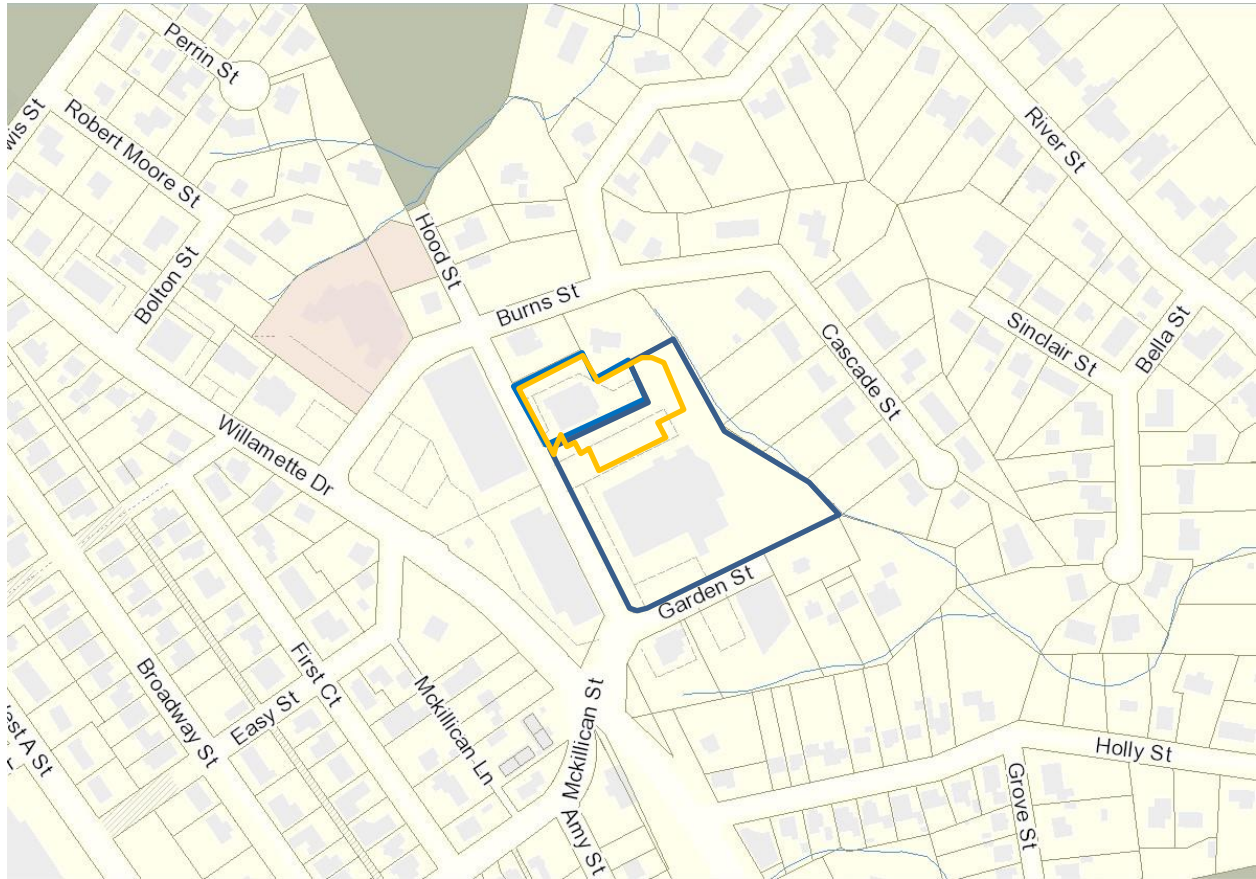 Perrin St
wis St
Robert Moore St
River St
Hood St
Bolton St
Burns St
Bella St
Sinclair St
Cascade St
Willamette Dr
Garden St
First Ct
Broadway St
Mckillican St
Easy St
Mckillican Ln
est A St
Holly St
Grove St
Amy St